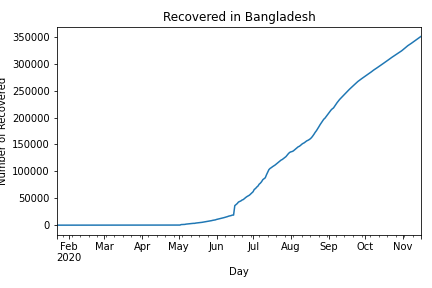 Recovered in Bangladesh
Number of Recovered
350000
300000
250000
200000
150000
100000
50000
0
Feb Mar Apr May Jun Jul Aug Sep Oct Nov
2020
Day